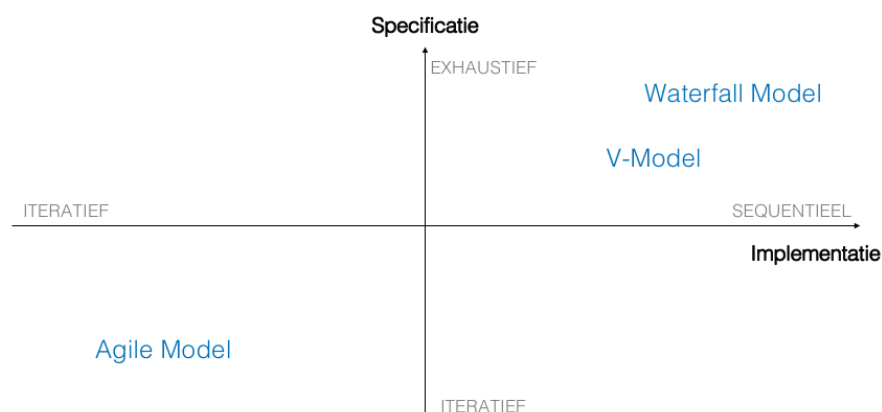 Specificatie
EXHAUSTIEF
Waterfall Model
V-Model
ITERATIEF
SEQUENTIEEL
Implementatie
Agile Model
ITERATIEF